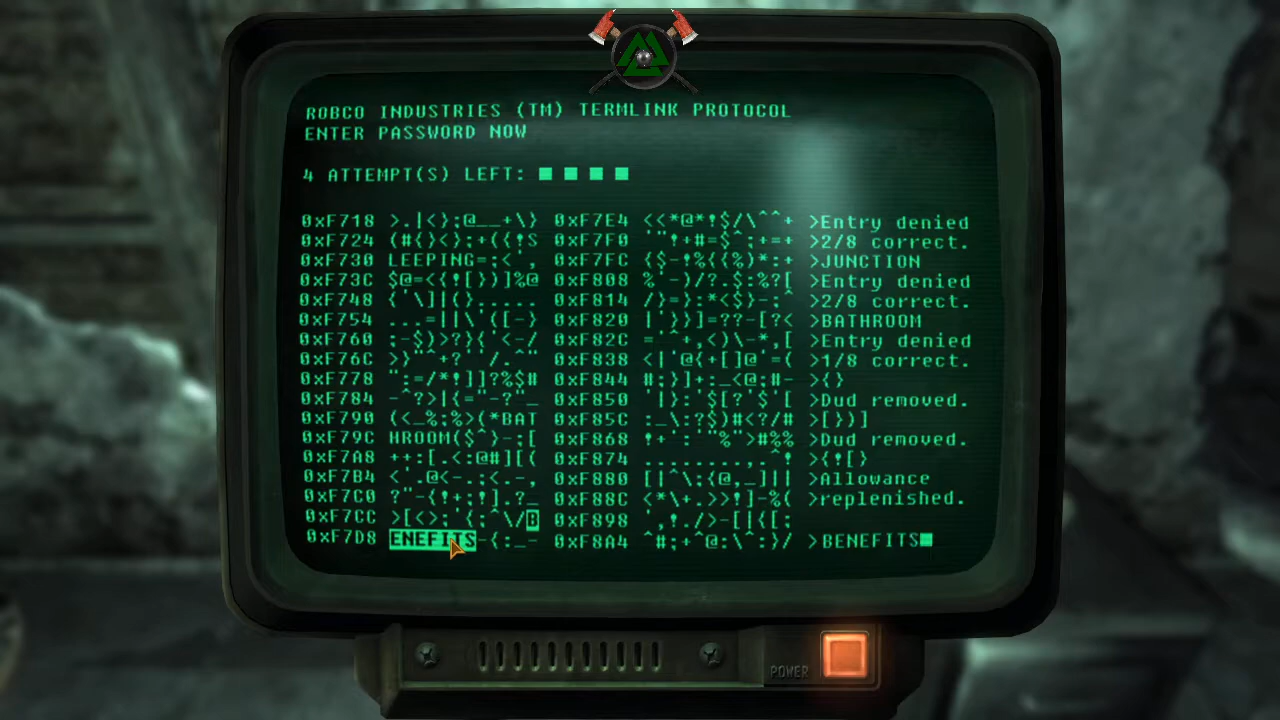 ROBCO INDUSTRIES (TM) TERMLINK PROTOCOL
ENTER PASSWORD NOW
4 ATTEMPT(S) LEFT: ■ ■ ■ ■
0xF718 >.|<};@__+\} 0xF7E4 <<*@*!$/\^^+ >Entry denied
0xF724 (#{}<};+({!S 0xF7F0 '"!+#=$^;+=+ >2/8 correct.
0xF730 LEEPING=;<', 0xF7FC {$-!%({%)*:+ >JUNCTION
0xF73C $@=<{![})]%@ 0xF808 %'-}/?.$:%?[ >Entry denied
0xF748 {'\]|(}..... 0xF814 /}=}:*<$}-;^ >2/8 correct.
0xF754 ...=||\'([-} 0xF820 |'}}]=??-[?< >BATHROOM
0xF760 ;-$)>?}{'<-/ 0xF82C ='^+,<)\-*,[ >Entry denied
0xF76C >}"^+?''/.^" 0xF838 <|'@{+[]@'=( >1/8 correct.
0xF778 ":=/*!]]?%$# 0xF844 #;}]+:_<@;#- >{}
0xF784 -^?>|{="-?"_ 0xF850 '|}:'$[?'$'[ >Dud removed.
0xF790 (<_%;%>(*BAT 0xF85C :_\:?$)#<?/# >[})]
0xF79C HROOM($^}-;[ 0xF868 !+':'"%">#%% >Dud removed.
0xF7A8 ++:[.<:@#][( 0xF874 ........,.^! >{![}
0xF7B4 <'.@<-.:<.-, 0xF880 [|^\:{@,_]|| >Allowance
0xF7C0 ?"-{!+;!].?_ 0xF88C <*\+.>>!]-%( >replenished.
0xF7CC >[<>;'{;^\/B 0xF898 ',!./>-[|{[;
0xF7D8 ENEFITS-{:_- 0xF8A4 ^#;+^@:\^:}/ >BENEFITS■
POWER